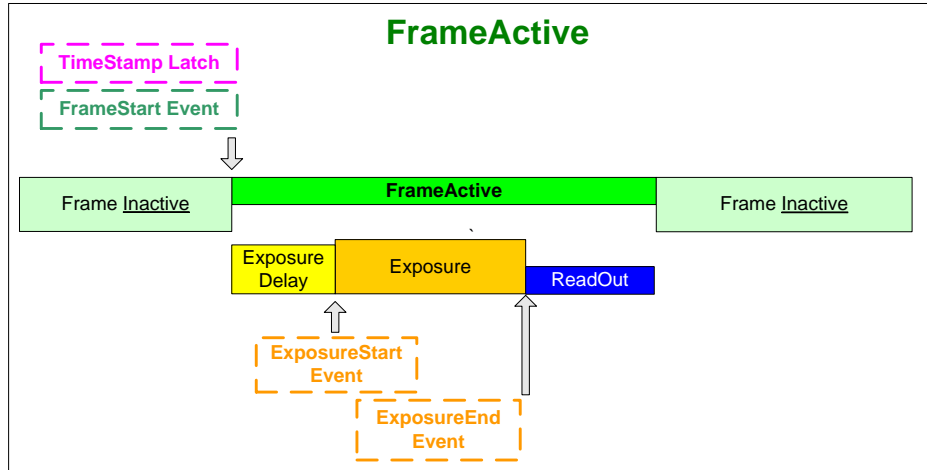 FrameActive
TimeStamp Latch
FrameStart Event
Frame Inactive
FrameActive
Frame Inactive
`
Exposure
Delay
Exposure
ReadOut
ExposureStart
Event
ExposureEnd
Event